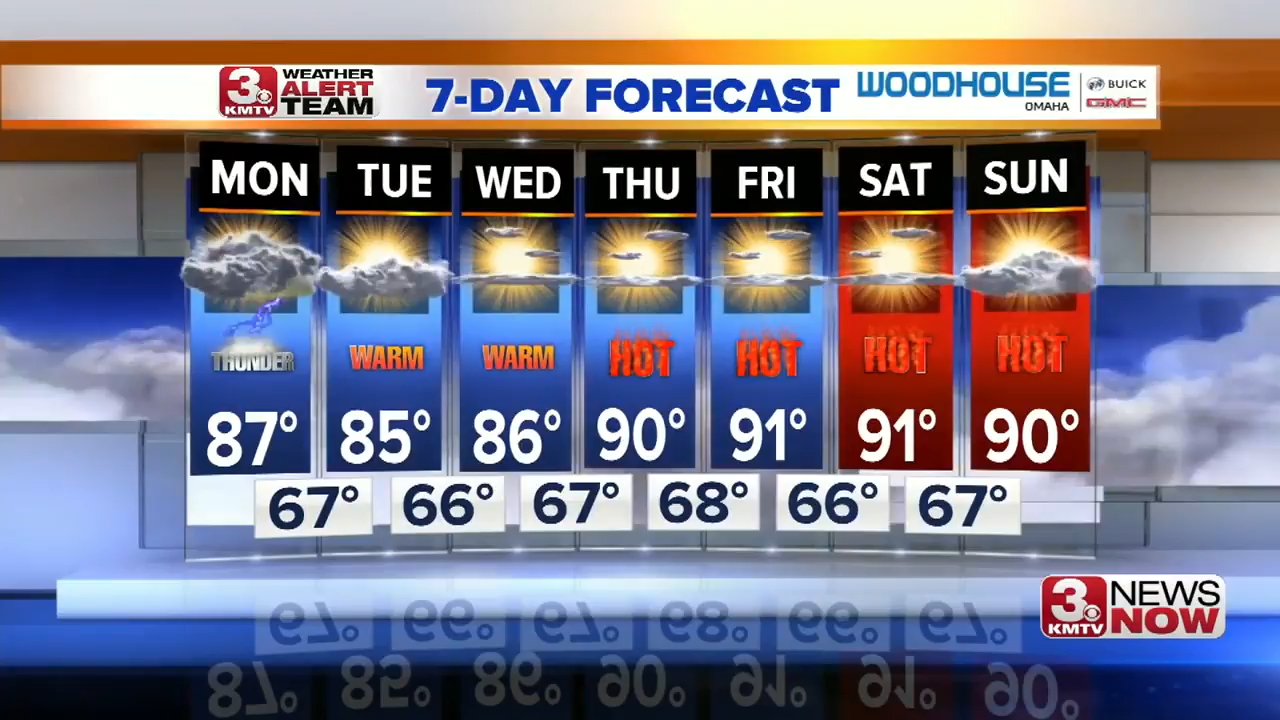 3 KMTV WEATHER ALERT TEAM
7-DAY FORECAST
WOODHOUSE OMAHA
BUICK
GMC
MON TUE WED THU FRI SAT SUN
THUNDER WARM WARM HOT HOT HOT HOT
87° 85° 86° 90° 91° 91° 90°
67° 66° 67° 68° 66° 67°
3 KMTV NEWS NOW